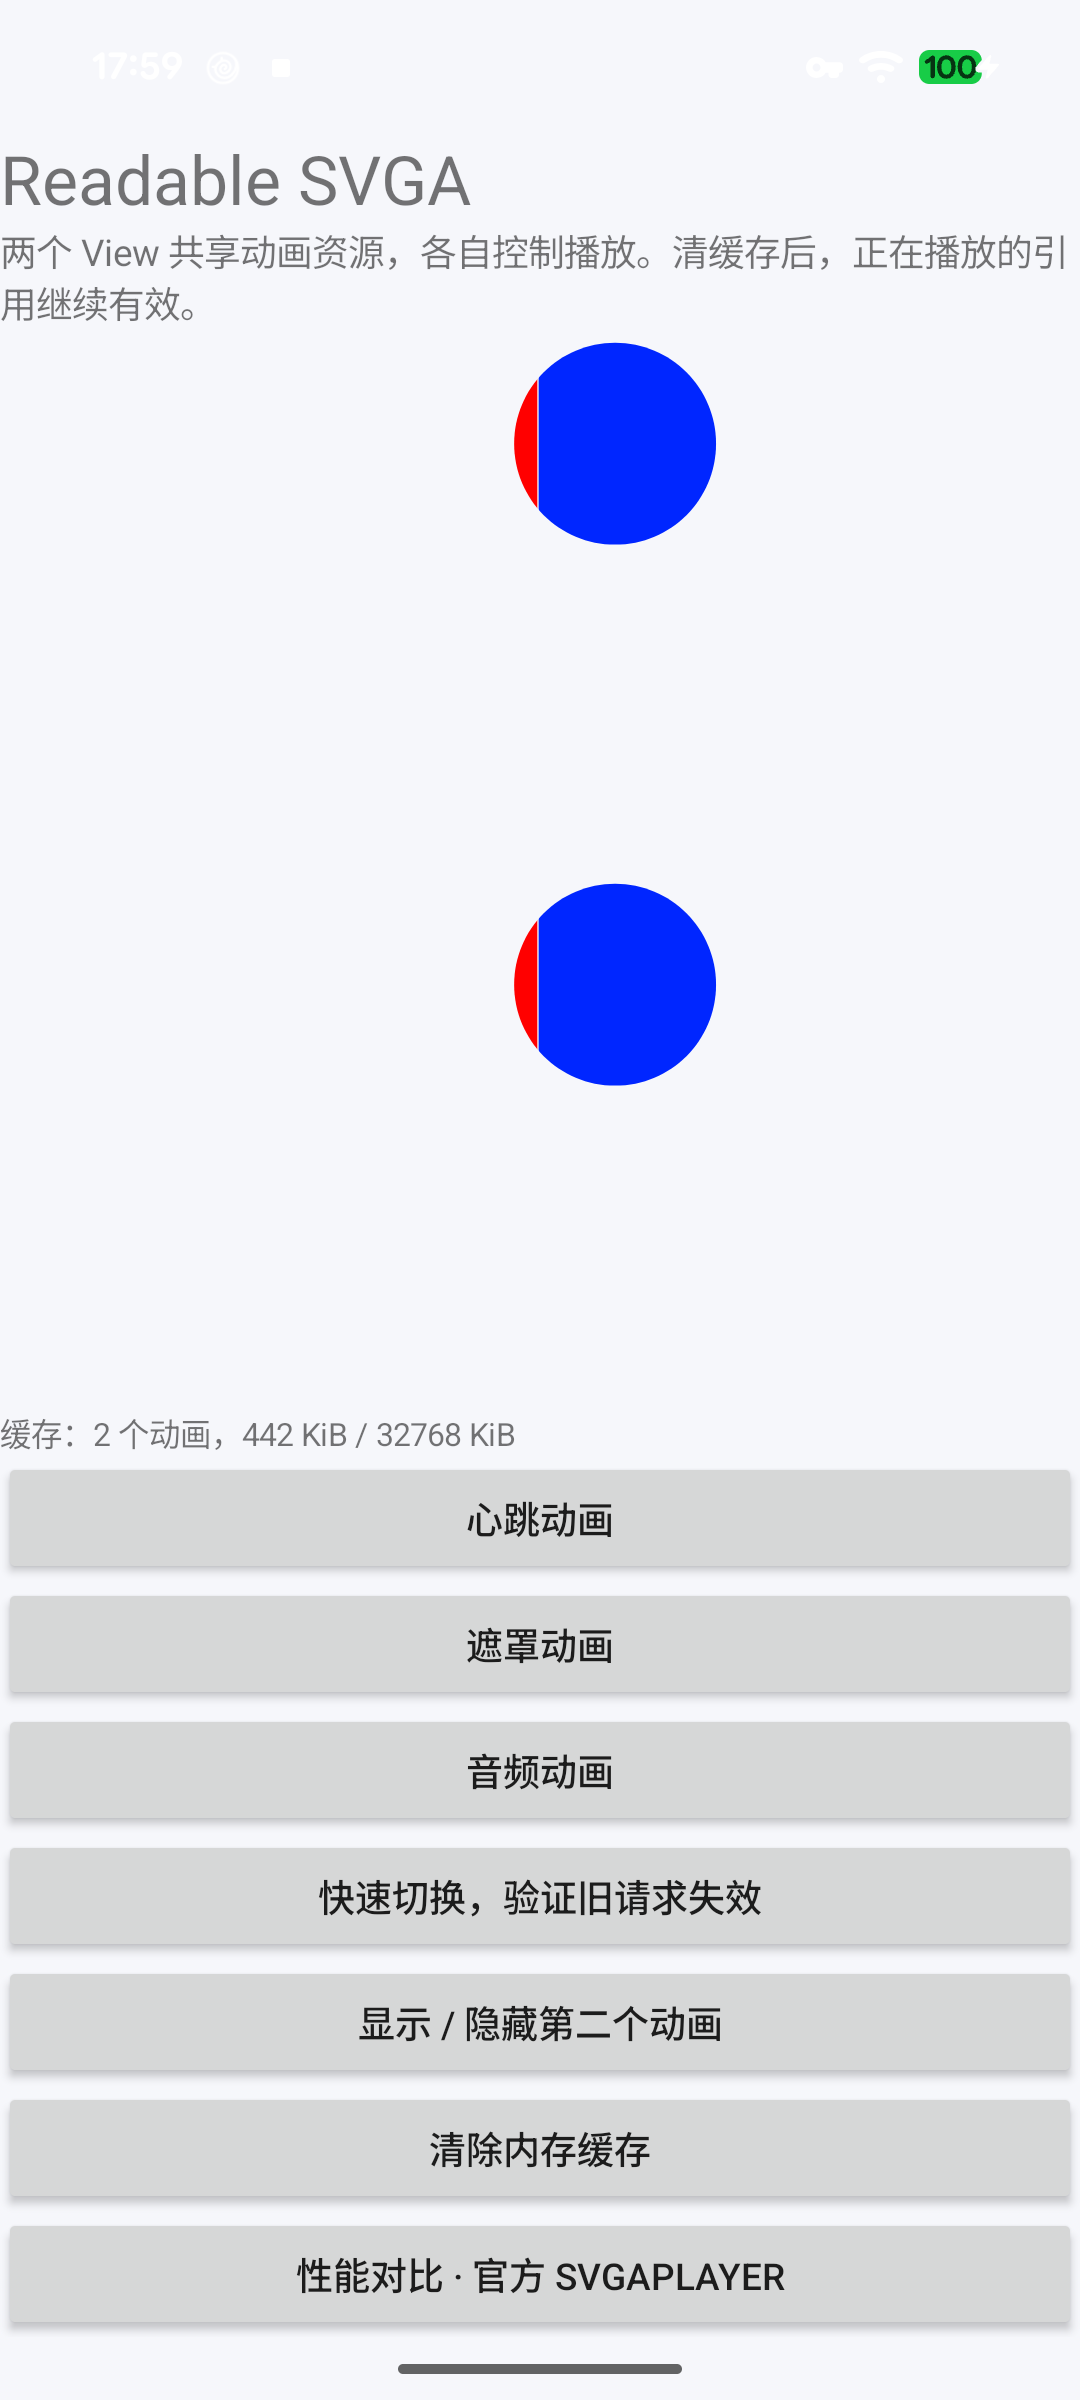 17:59
100
Readable SVGA
两个 View 共享动画资源，各自控制播放。清缓存后，正在播放的引
用继续有效。
缓存：2 个动画，442 KiB / 32768 KiB
心跳动画
遮罩动画
音频动画
快速切换，验证旧请求失效
显示 / 隐藏第二个动画
清除内存缓存
性能对比 · 官方 SVGAPLAYER